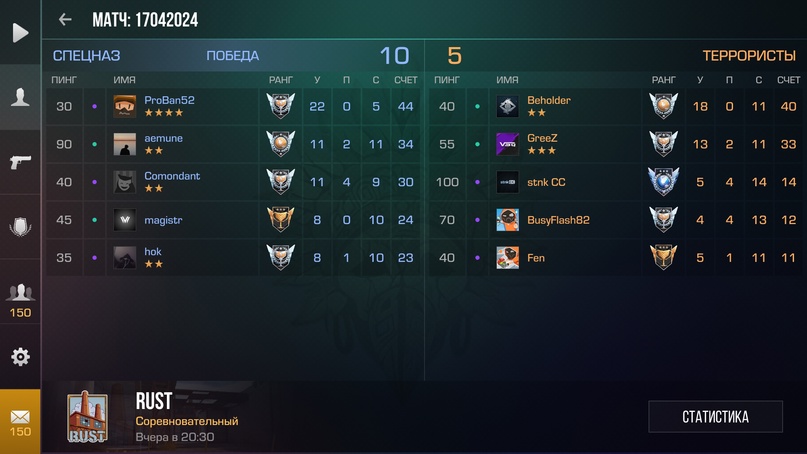 МАТЧ: 17042024
СПЕЦНАЗ ПОБЕДА 10 5 ТЕРРОРИСТЫ
ПИНГ ИМЯ РАНГ У П С СЧЕТ ПИНГ ИМЯ РАНГ У П С СЧЕТ
30 ProBan52 22 0 5 44 40 Beholder 18 0 11 40
90 aemune 11 2 11 34 55 GreeZ 13 2 11 33
40 Comondant 11 4 9 30 100 stnk CC 5 4 14 14
45 magistr 8 0 10 24 70 BusyFlash82 4 4 13 12
35 hok 8 1 10 23 40 Fen 5 1 11 11
150
150
RUST
RUST
Соревновательный
Вчера в 20:30
СТАТИСТИКА